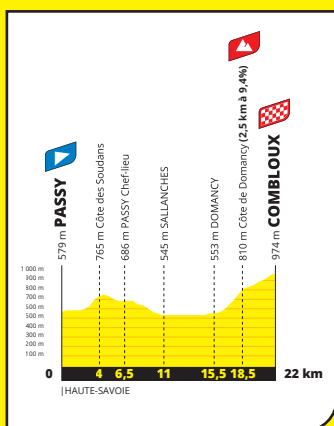 579 m PASSY
765 m Côte des Soudans
686 m PASSY Chef-lieu
545 m SALLANCHES
553 m DOMANCY
810 m Côte de Domancy (2,5 km à 9,4%)
974 m COMBLOUX
1 000 m
900 m
800 m
700 m
600 m
500 m
400 m
300 m
200 m
100 m
0 4 6,5 11 15,5 18,5 22 km
HAUTE-SAVOIE